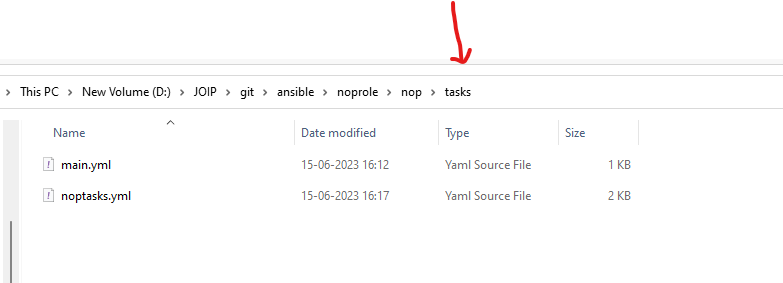 This PC > New Volume (D:) > JOIP > git > ansible > noprole > nop > tasks
Name Date modified Type Size
main.yml 15-06-2023 16:12 Yaml Source File 1 KB
noptasks.yml 15-06-2023 16:17 Yaml Source File 2 KB